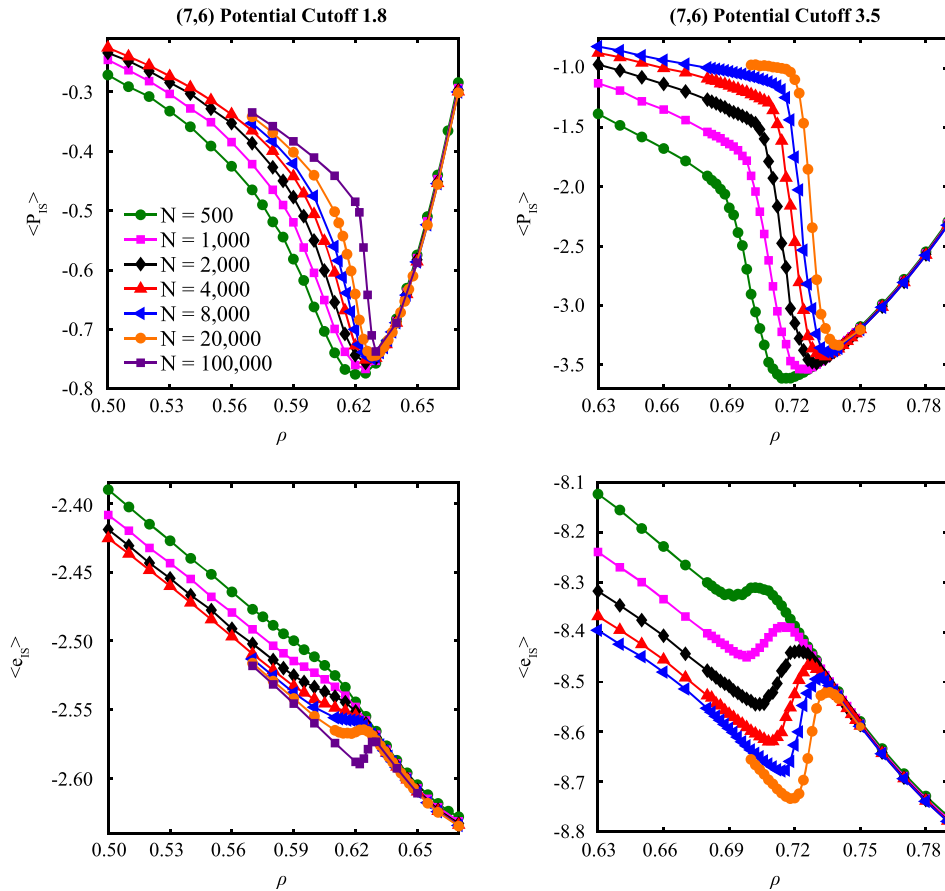 (7,6) Potential Cutoff 1.8
(7,6) Potential Cutoff 3.5
-0.3
-0.4
-0.5
-0.6
-0.7
-0.8
<P_IS>
N = 500
N = 1,000
N = 2,000
N = 4,000
N = 8,000
N = 20,000
N = 100,000
0.50 0.53 0.56 0.59 0.62 0.65
ρ
-1.0
-1.5
-2.0
-2.5
-3.0
-3.5
<P_IS>
0.63 0.66 0.69 0.72 0.75 0.78
ρ
-2.40
-2.45
-2.50
-2.55
-2.60
<e_IS>
0.50 0.53 0.56 0.59 0.62 0.65
ρ
-8.1
-8.2
-8.3
-8.4
-8.5
-8.6
-8.7
-8.8
<e_IS>
0.63 0.66 0.69 0.72 0.75 0.78
ρ